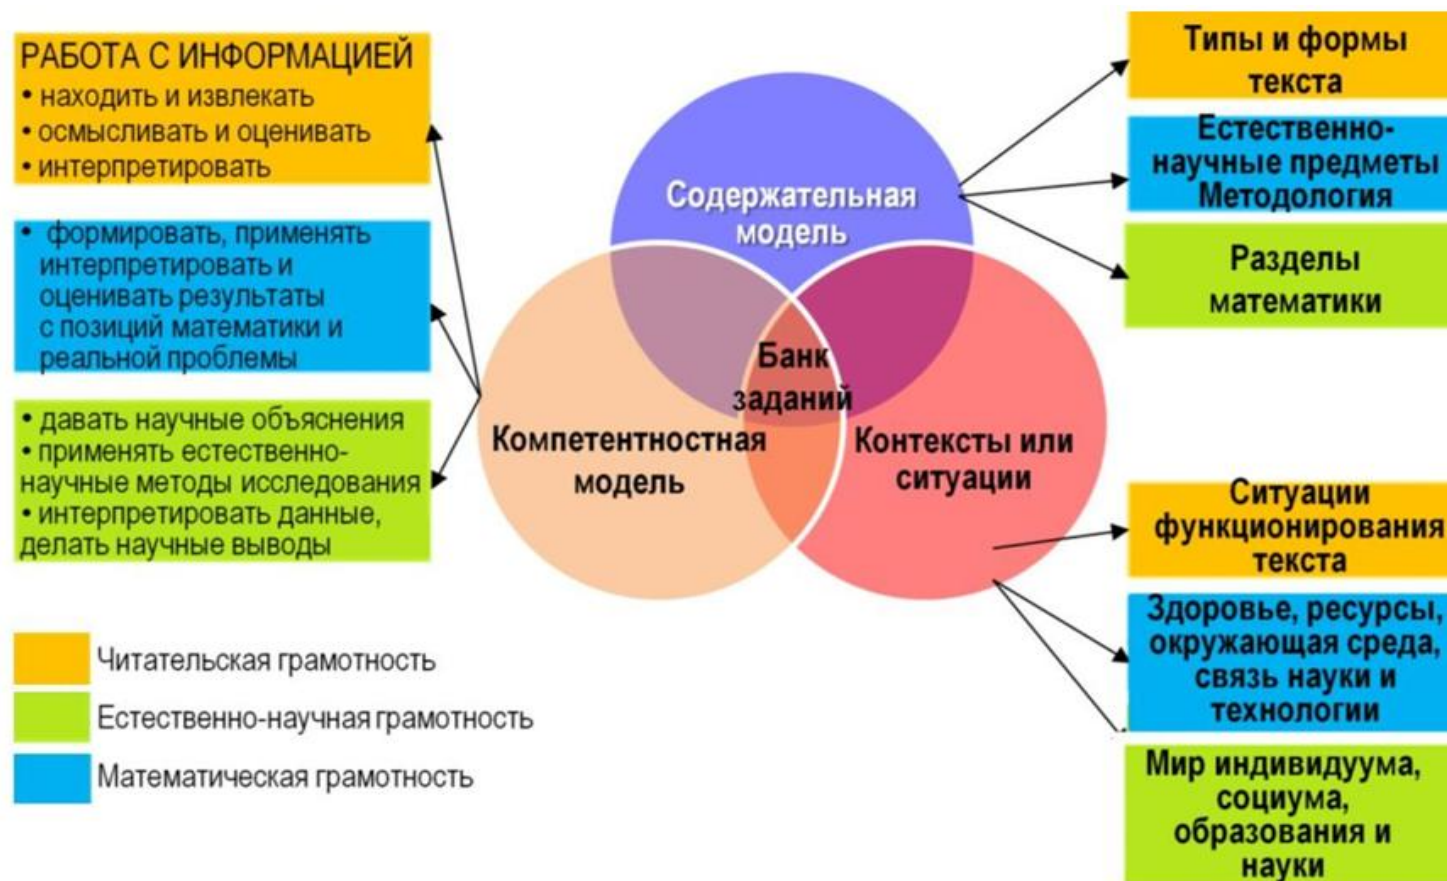 РАБОТА С ИНФОРМАЦИЕЙ
• находить и извлекать
• осмысливать и оценивать
• интерпретировать
• формировать, применять
интерпретировать и
оценивать результаты
с позиций математики и
реальной проблемы
• давать научные объяснения
• применять естественно-
научные методы исследования
• интерпретировать данные,
делать научные выводы
Содержательная
модель
Банк
заданий
Компетентностная
модель
Контексты или
ситуации
Типы и формы
текста
Естественно-
научные предметы
Методология
Разделы
математики
Ситуации
функционирования
текста
Здоровье, ресурсы,
окружающая среда,
связь науки и
технологии
Мир индивидуума,
социума,
образования и
науки
Читательская грамотность
Естественно-научная грамотность
Математическая грамотность